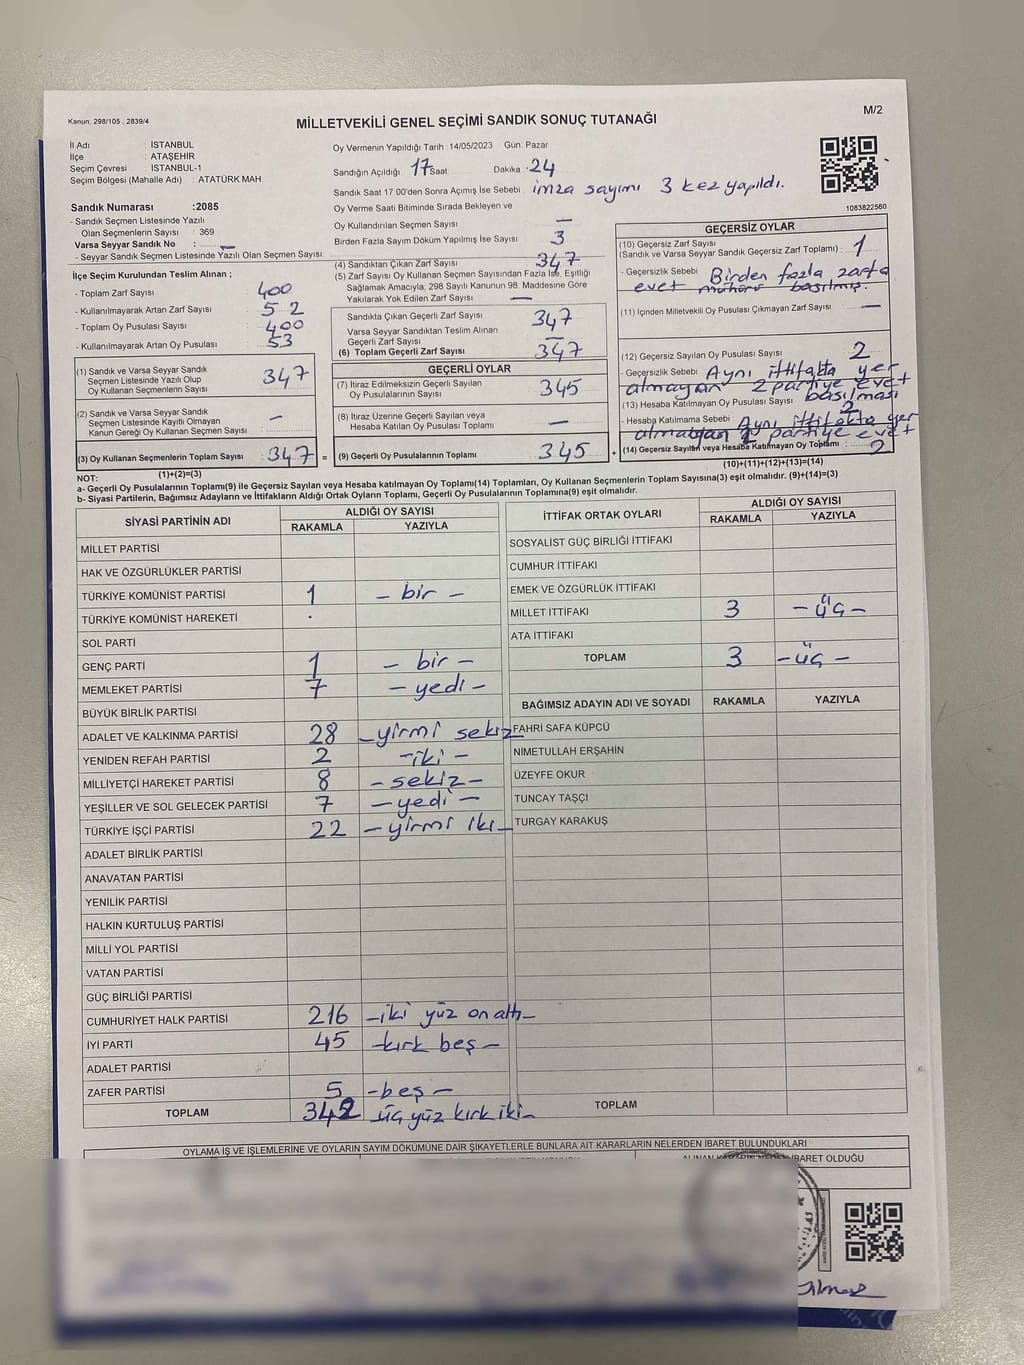 Kanun: 298/105 , 2839/4
M/2
MİLLETVEKİLİ GENEL SEÇİMİ SANDIK SONUÇ TUTANAĞI
İl Adı : İSTANBUL
İlçe : ATAŞEHİR
Seçim Çevresi : İSTANBUL-1
Seçim Bölgesi (Mahalle Adı) : ATATÜRK MAH.
Oy Vermenin Yapıldığı Tarih : 14/05/2023 Gün: Pazar
Sandığın Açıldığı 17 Saat Dakika 24
Sandık Saat 17:00'den Sonra Açımış İse Sebebi imza sayımı 3 kez yapıldı.
1083822560
Sandık Numarası : 2085
- Sandık Seçmen Listesinde Yazılı
Olan Seçmenlerin Sayısı : 369
Varsa Seyyar Sandık No : —
- Seyyar Sandık Seçmen Listesinde Yazılı Olan Seçmen Sayısı:
Oy Verme Saati Bitiminde Sırada Bekleyen ve
Oy Kullandırılan Seçmen Sayısı —
Birden Fazla Sayım Döküm Yapılmış İse Sayısı 3
(4) Sandıktan Çıkan Zarf Sayısı 347
(5) Zarf Sayısı Oy Kullanan Seçmen Sayısından Fazla İse, Eşitliği
Sağlamak Amacıyla, 298 Sayılı Kanunun 98. Maddesine Göre
Yakılarak Yok Edilen Zarf Sayısı —
İlçe Seçim Kurulundan Teslim Alınan ;
- Toplam Zarf Sayısı 400
- Kullanılmayarak Artan Zarf Sayısı 52
- Toplam Oy Pusulası Sayısı 400
- Kullanılmayarak Artan Oy Pusulası 53
(1) Sandık ve Varsa Seyyar Sandık
Seçmen Listesinde Yazılı Olup
Oy Kullanan Seçmenlerin Sayısı 347
(2) Sandık ve Varsa Seyyar Sandık
Seçmen Listesinde Kayıtlı Olmayan
Kanun Gereği Oy Kullanan Seçmen Sayısı —
(3) Oy Kullanan Seçmenlerin Toplam Sayısı : 347 =
(1)+(2)=(3)
Sandıkta Çıkan Geçerli Zarf Sayısı 347
Varsa Seyyar Sandıktan Teslim Alınan
Geçerli Zarf Sayısı —
(6) Toplam Geçerli Zarf Sayısı 347
GEÇERLİ OYLAR
(7) İtiraz Edilmeksizin Geçerli Sayılan
Oy Pusulalarının Sayısı 345
(8) İtiraz Üzerine Geçerli Sayılan veya
Hesaba Katılan Oy Pusulası Toplamı —
(9) Geçerli Oy Pusulalarının Toplamı 345 +
GEÇERSİZ OYLAR
(10) Geçersiz Zarf Sayısı
(Sandık ve Varsa Seyyar Sandık Geçersiz Zarf Toplamı) : 1
- Geçersizlik Sebebi Birden fazla zarfa
evet mühürü basılmış.
(11) İçinden Milletvekili Oy Pusulası Çıkmayan Zarf Sayısı —
(12) Geçersiz Sayılan Oy Pusulası Sayısı 2
- Geçersizlik Sebebi Aynı ittifakta yer
almayan 2 partiye evet
basılması
(13) Hesaba Katılmayan Oy Pusulası Sayısı 2
- Hesaba Katılmama Sebebi : Aynı ittifakta yer
almayan 2 partiye evet
(14) Geçersiz Sayılan veya Hesaba Katılmayan Oy Toplamı 2
(10)+(11)+(12)+(13)=(14)
NOT:
a- Geçerli Oy Pusulalarının Toplamı(9) ile Geçersiz Sayılan veya Hesaba katılmayan Oy Toplamı(14) Toplamları, Oy Kullanan Seçmenlerin Toplam Sayısına(3) eşit olmalıdır. (9)+(14)=(3)
b- Siyasi Partilerin, Bağımsız Adayların ve İttifakların Aldığı Ortak Oyların Toplamı, Geçerli Oy Pusulalarının Toplamına(9) eşit olmalıdır.
SİYASİ PARTİNİN ADI ALDIĞI OY SAYISI
RAKAMLA YAZIYLA
MİLLET PARTİSİ
HAK VE ÖZGÜRLÜKLER PARTİSİ
TÜRKİYE KOMÜNİST PARTİSİ 1 – bir –
TÜRKİYE KOMÜNİST HAREKETİ
SOL PARTİ
GENÇ PARTİ 1 – bir –
MEMLEKET PARTİSİ 7 – yedi –
BÜYÜK BİRLİK PARTİSİ
ADALET VE KALKINMA PARTİSİ 28 – yirmi sekiz
YENİDEN REFAH PARTİSİ 2 – iki –
MİLLİYETÇİ HAREKET PARTİSİ 8 – sekiz –
YEŞİLLER VE SOL GELECEK PARTİSİ 7 – yedi –
TÜRKİYE İŞÇİ PARTİSİ 22 – yirmi iki –
ADALET BİRLİK PARTİSİ
ANAVATAN PARTİSİ
YENİLİK PARTİSİ
HALKIN KURTULUŞ PARTİSİ
MİLLİ YOL PARTİSİ
VATAN PARTİSİ
GÜÇ BİRLİĞİ PARTİSİ
CUMHURİYET HALK PARTİSİ 216 – iki yüz on altı –
İYİ PARTİ 45 – kırk beş –
ADALET PARTİSİ
ZAFER PARTİSİ 5 – beş –
TOPLAM 342 üç yüz kırk iki –
İTTİFAK ORTAK OYLARI ALDIĞI OY SAYISI
RAKAMLA YAZIYLA
SOSYALIST GÜÇ BİRLİĞİ İTTİFAKI
CUMHUR İTTİFAKI
EMEK VE ÖZGÜRLÜK İTTİFAKI
MİLLET İTTİFAKI 3 – üç –
ATA İTTİFAKI
TOPLAM 3 – üç –
BAĞIMSIZ ADAYIN ADI VE SOYADI RAKAMLA YAZIYLA
FAHRİ SAFA KÜPCÜ
NİMETULLAH ERŞAHİN
ÜZEYFE OKUR
TUNCAY TAŞÇI
TURGAY KARAKUŞ
TOPLAM
OYLAMA İŞ VE İŞLEMLERİNE VE OYLARIN SAYIM DÖKÜMÜNE DAİR ŞİKAYETLERLE BUNLARA AİT KARARLARIN NELERDEN İBARET BULUNDUKLARI
İBARET OLDUĞU